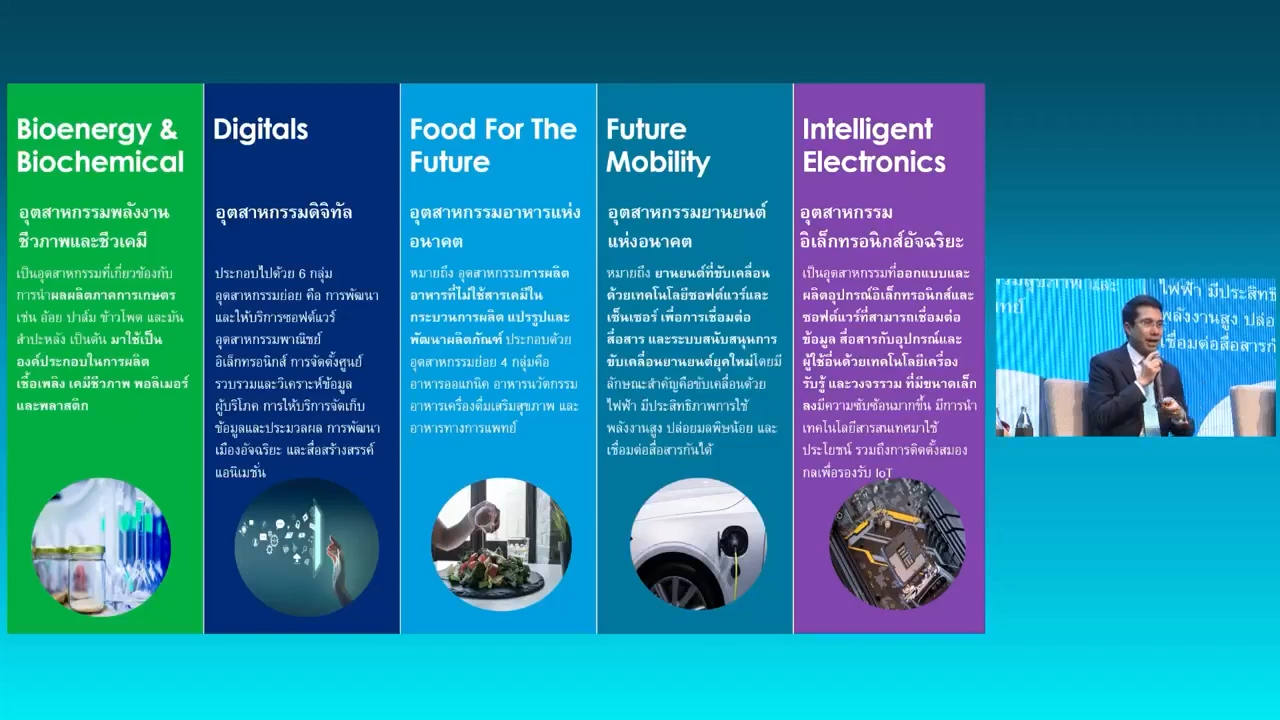 Bioenergy &
Biochemical
อุตสาหกรรมพลังงาน
ชีวภาพและชีวเคมี
เป็นอุตสาหกรรมที่เกี่ยวข้องกับ
การนำผลผลิตภาคการเกษตร
เช่น อ้อย ปาล์ม ข้าวโพด และมัน
สำปะหลัง เป็นต้น มาใช้เป็น
องค์ประกอบในการผลิต
เชื้อเพลิง เคมีชีวภาพ พอลิเมอร์
และพลาสติก
Digitals
อุตสาหกรรมดิจิทัล
ประกอบไปด้วย 6 กลุ่ม
อุตสาหกรรมย่อย คือ การพัฒนา
และให้บริการซอฟต์แวร์
อุตสาหกรรมพาณิชย์
อิเล็กทรอนิกส์ การจัดตั้งศูนย์
รวบรวมและวิเคราะห์ข้อมูล
ผู้บริโภค การให้บริการจัดเก็บ
ข้อมูลและประมวลผล การพัฒนา
เมืองอัจฉริยะ และสื่อสร้างสรรค์
แอนิเมชั่น
Food For The
Future
อุตสาหกรรมอาหารแห่ง
อนาคต
หมายถึง อุตสาหกรรมการผลิต
อาหารที่ไม่ใช้สารเคมีใน
กระบวนการผลิต แปรรูปและ
พัฒนาผลิตภัณฑ์ ประกอบด้วย
อุตสาหกรรมย่อย 4 กลุ่มคือ
อาหารออแกนิค อาหารนวัตกรรม
อาหารเครื่องดื่มเสริมสุขภาพ และ
อาหารทางการแพทย์
Future
Mobility
อุตสาหกรรมยานยนต์
แห่งอนาคต
หมายถึง ยานยนต์ที่ขับเคลื่อน
ด้วยเทคโนโลยีซอฟต์แวร์และ
เซ็นเซอร์ เพื่อการเชื่อมต่อ
สื่อสาร และระบบสนับสนุนการ
ขับเคลื่อนยานยนต์ยุคใหม่โดยมี
ลักษณะสำคัญคือขับเคลื่อนด้วย
ไฟฟ้า มีประสิทธิภาพการใช้
พลังงานสูง ปล่อยมลพิษน้อย และ
เชื่อมต่อสื่อสารกันได้
Intelligent
Electronics
อุตสาหกรรม
อิเล็กทรอนิกส์อัจฉริยะ
เป็นอุตสาหกรรมที่ออกแบบและ
ผลิตอุปกรณ์อิเล็กทรอนิกส์และ
ซอฟต์แวร์ที่สามารถเชื่อมต่อ
ข้อมูล สื่อสารกับอุปกรณ์และ
ผู้ใช้อื่นด้วยเทคโนโลยีเครื่อง
รับรู้ และวงจรรวม ที่มีขนาดเล็ก
ลงมีความซับซ้อนมากขึ้น มีการนำ
เทคโนโลยีสารสนเทศมาใช้
ประโยชน์ รวมถึงการติดตั้งสมอง
กลเพื่อรองรับ IoT
ไฟฟ้า มีประสิทธิ
พลังงานสูง ปล่อ
เชื่อมต่อสื่อสารกั